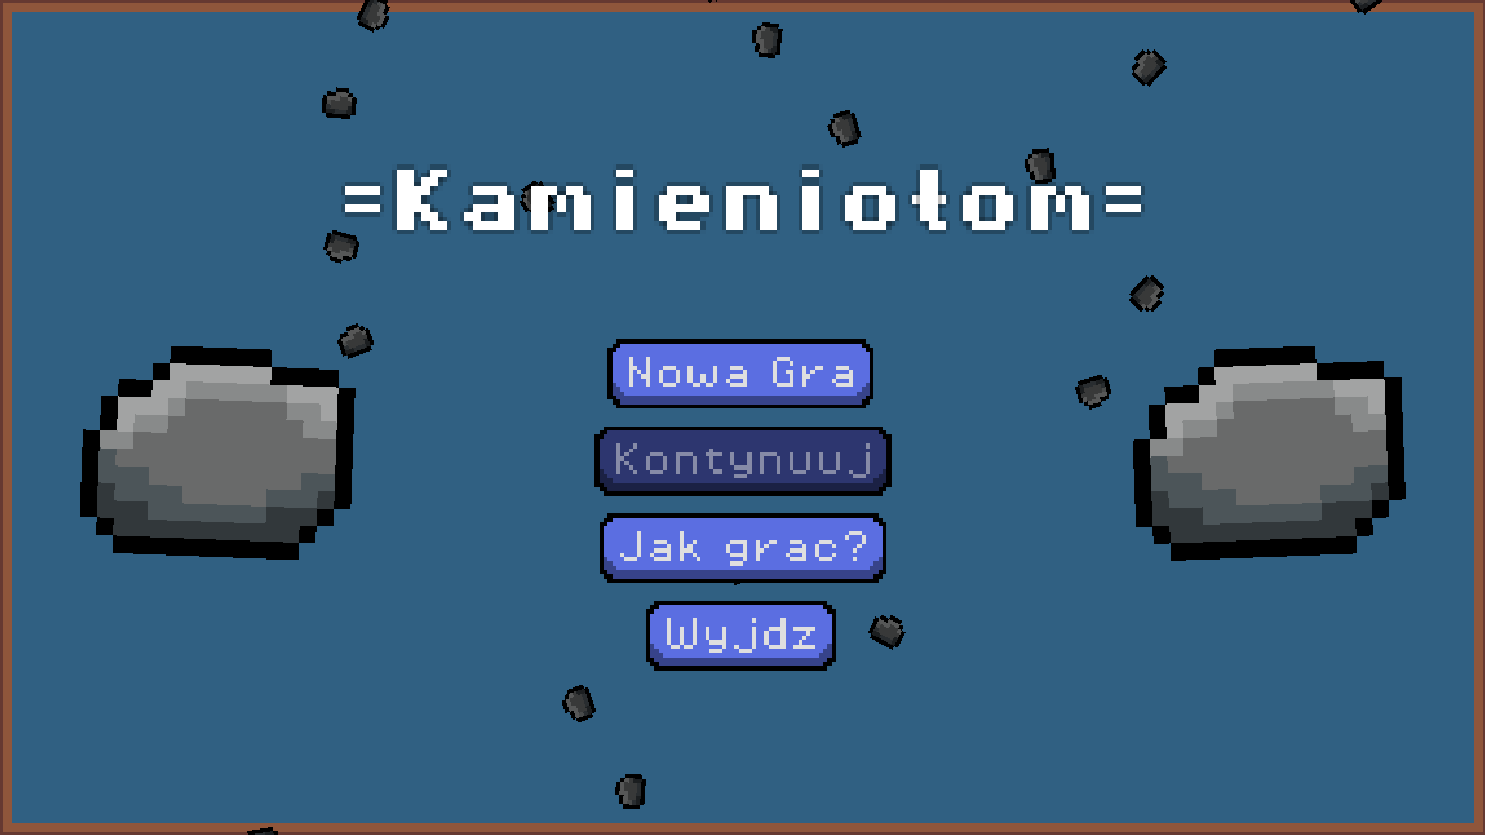 =Kamieniołom=
Nowa Gra
Kontynuuj
Jak grac?
Wyjdz